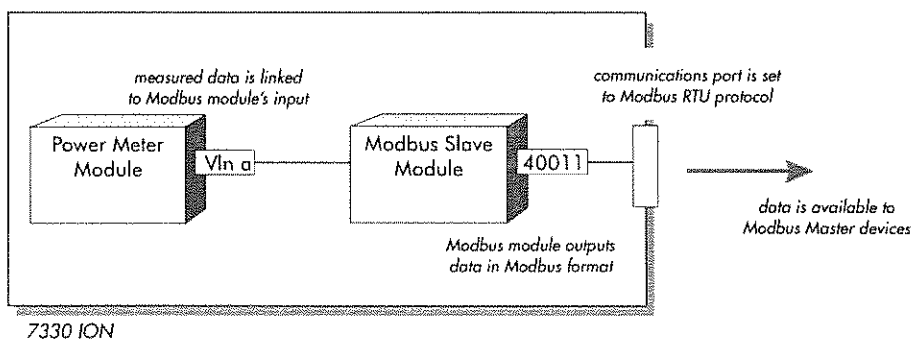 measured data is linked
to Modbus module's input
communications port is set
to Modbus RTU protocol
Power Meter
Module
Vln a
Modbus Slave
Module
40011
data is available to
Modbus Master devices
Modbus module outputs
data in Modbus format
7330 ION